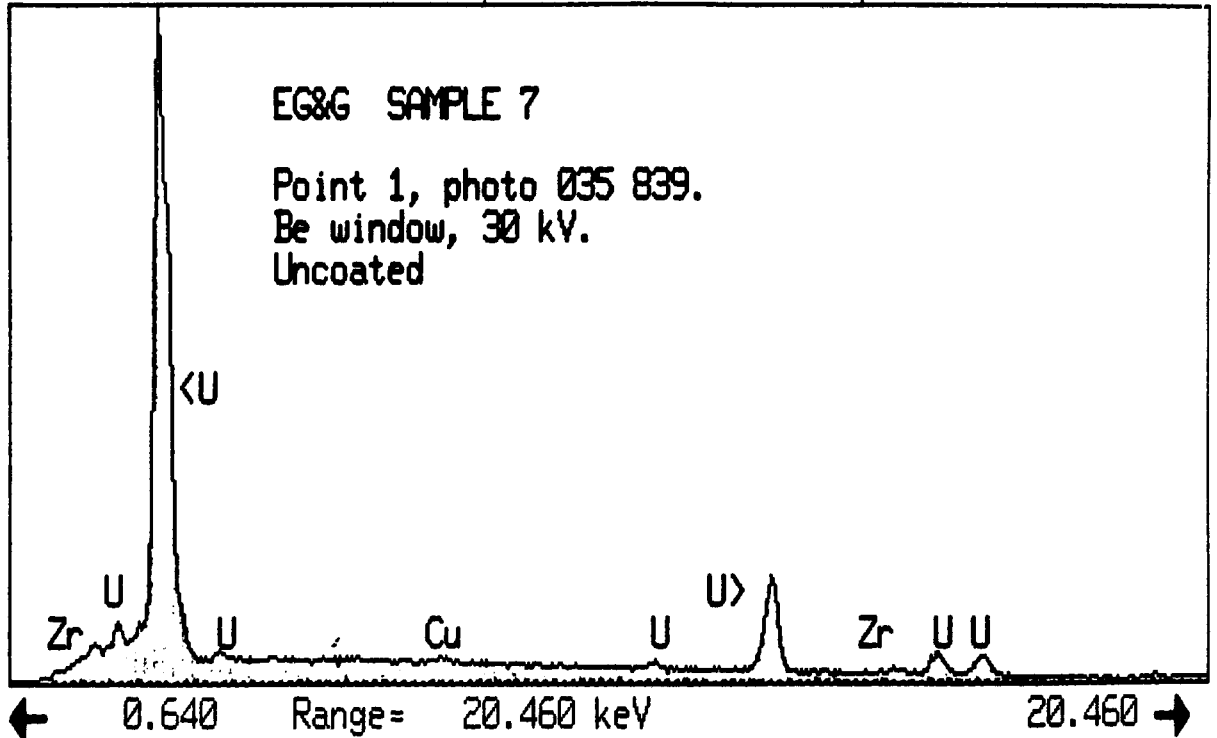 EG&G SAMPLE 7
Point 1, photo 035 839.
Be window, 30 kV.
Uncoated
<U
U
Zr
U
Cu
U
U>
Zr
U U
0.640 Range= 20.460 keV 20.460